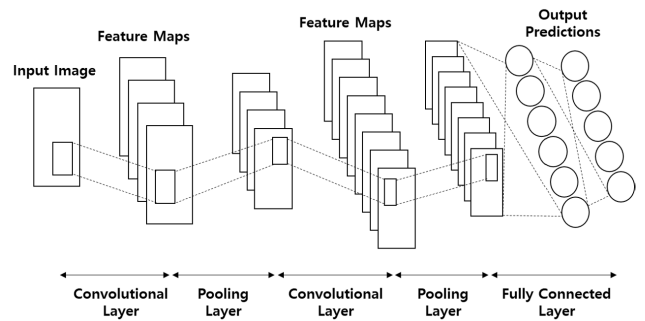 Output
Predictions
Feature Maps
Feature Maps
Input Image
Convolutional
Layer
Pooling
Layer
Convolutional
Layer
Pooling
Layer
Fully Connected
Layer